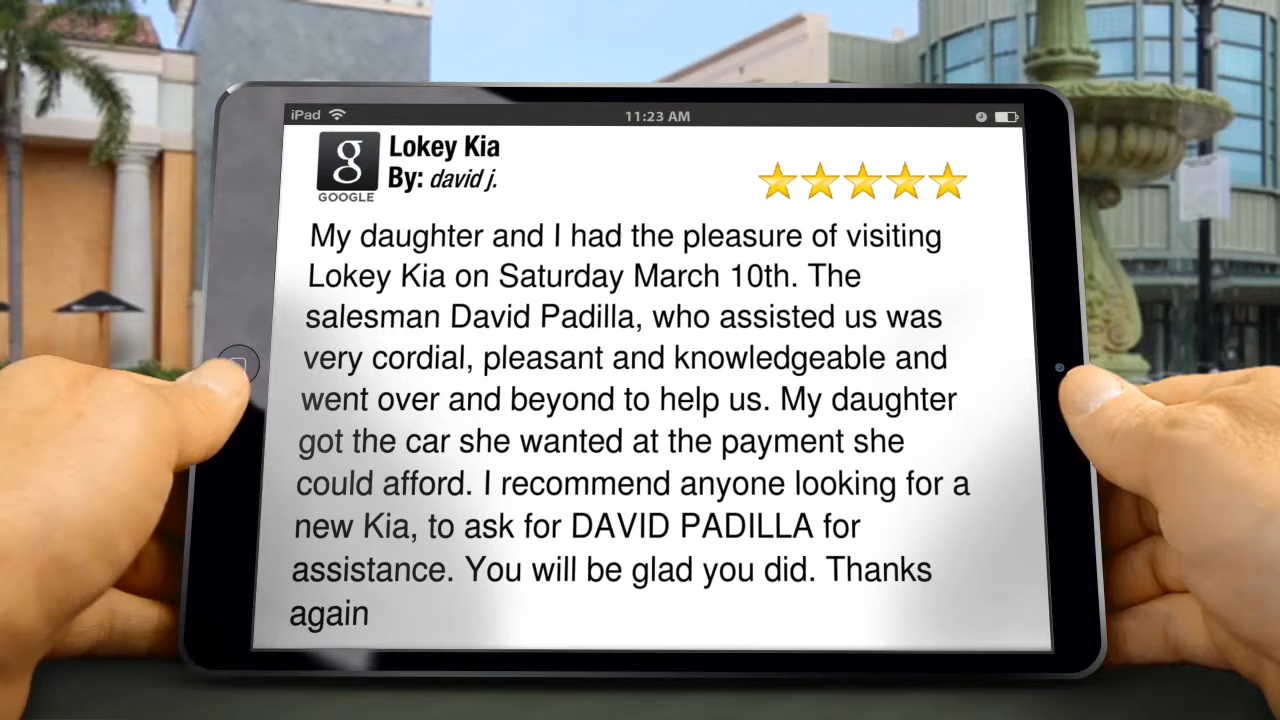 iPad 11:23 AM
g
GOOGLE
Lokey Kia
By: david j.
My daughter and I had the pleasure of visiting
Lokey Kia on Saturday March 10th. The
salesman David Padilla, who assisted us was
very cordial, pleasant and knowledgeable and
went over and beyond to help us. My daughter
got the car she wanted at the payment she
could afford. I recommend anyone looking for a
new Kia, to ask for DAVID PADILLA for
assistance. You will be glad you did. Thanks
again